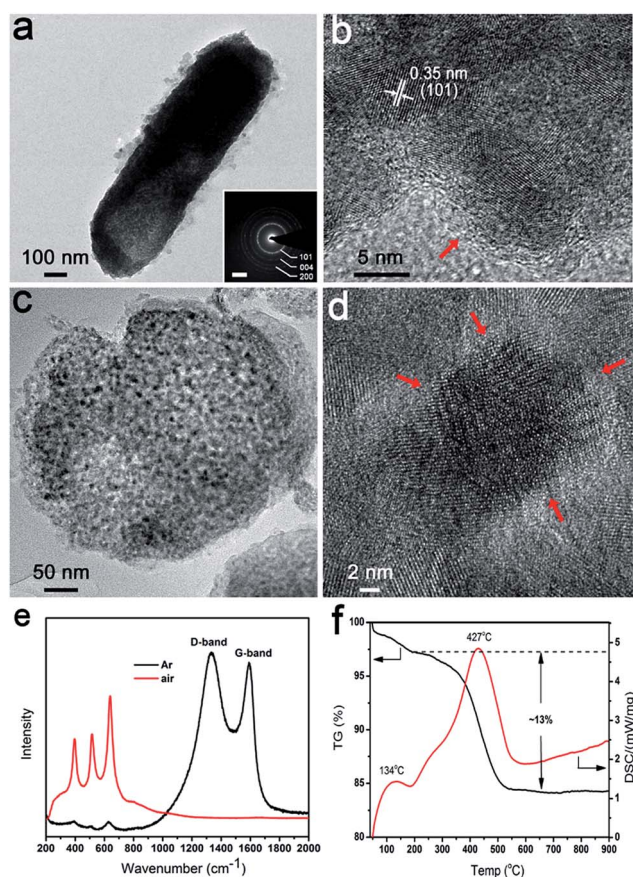 a
100 nm
101
004
200
b
0.35 nm
(101)
5 nm
c
50 nm
d
2 nm
e
D-band
G-band
Ar
air
Intensity
200 400 600 800 1000 1200 1400 1600 1800 2000
Wavenumber (cm⁻¹)
f
427°C
134°C
~13%
TG (%)
100
95
90
85
80
DSC/(mW/mg)
5
4
3
2
1
0
100 200 300 400 500 600 700 800 900
Temp (°C)